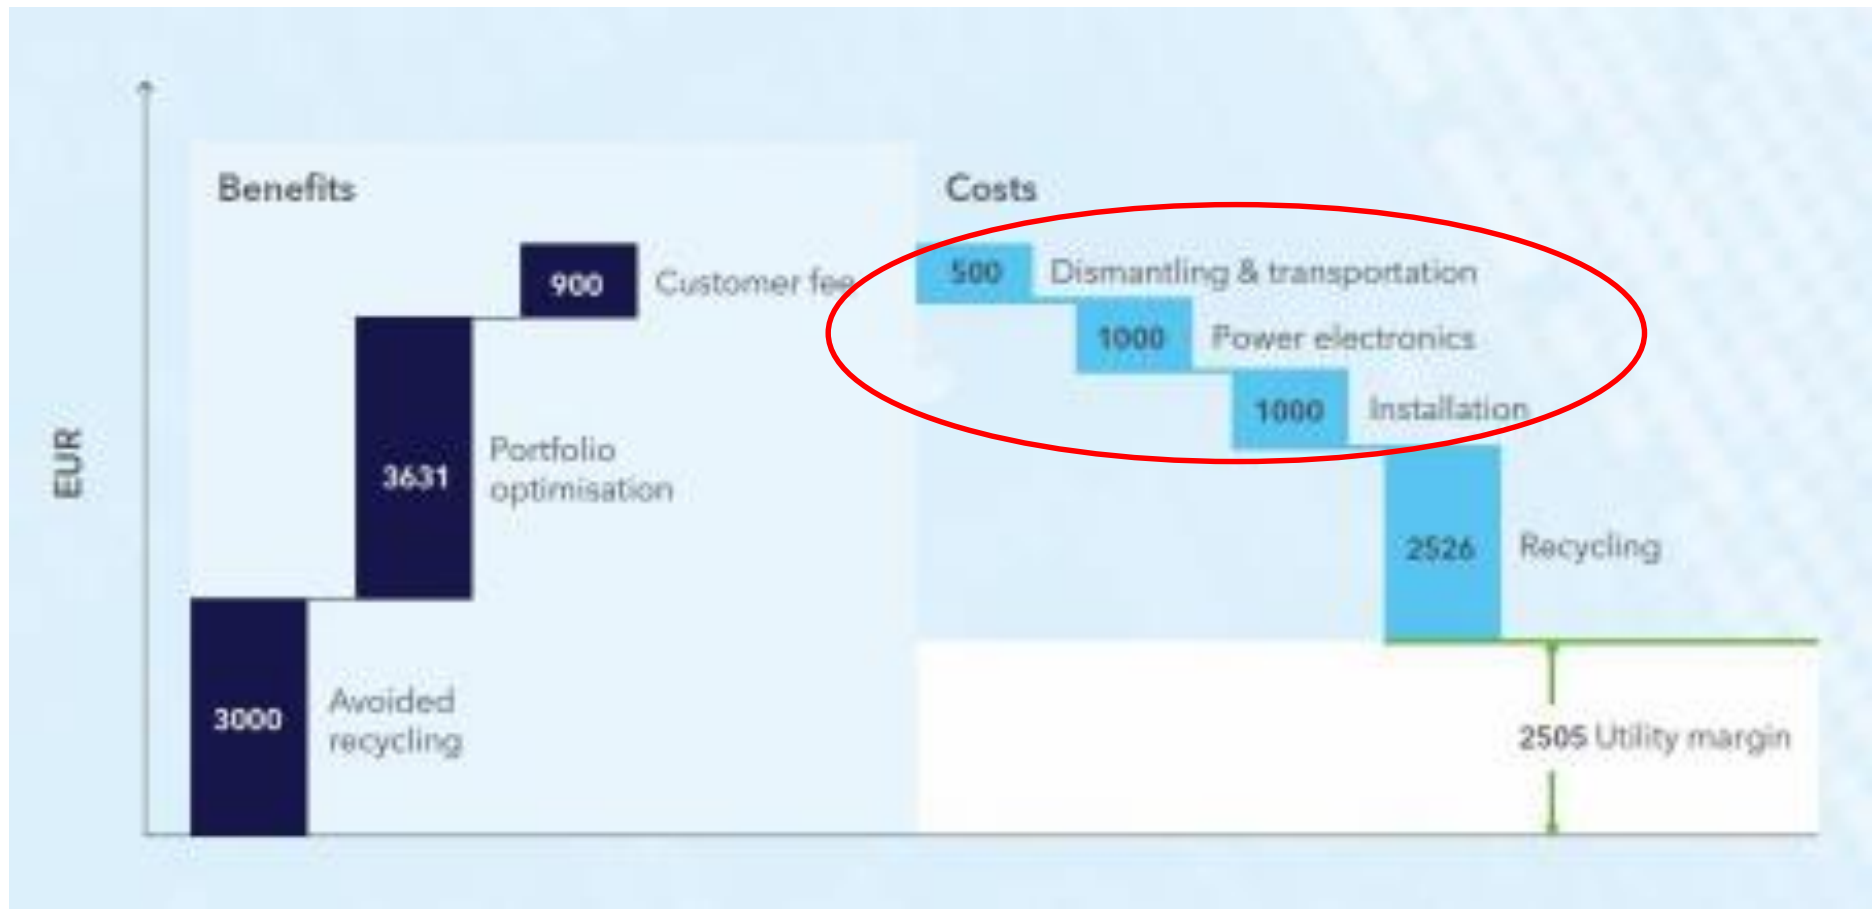 Benefits
Costs
900 Customer fee
500 Dismantling & transportation
1000 Power electronics
1000 Installation
3631 Portfolio
optimisation
2526 Recycling
3000 Avoided
recycling
2505 Utility margin
EUR